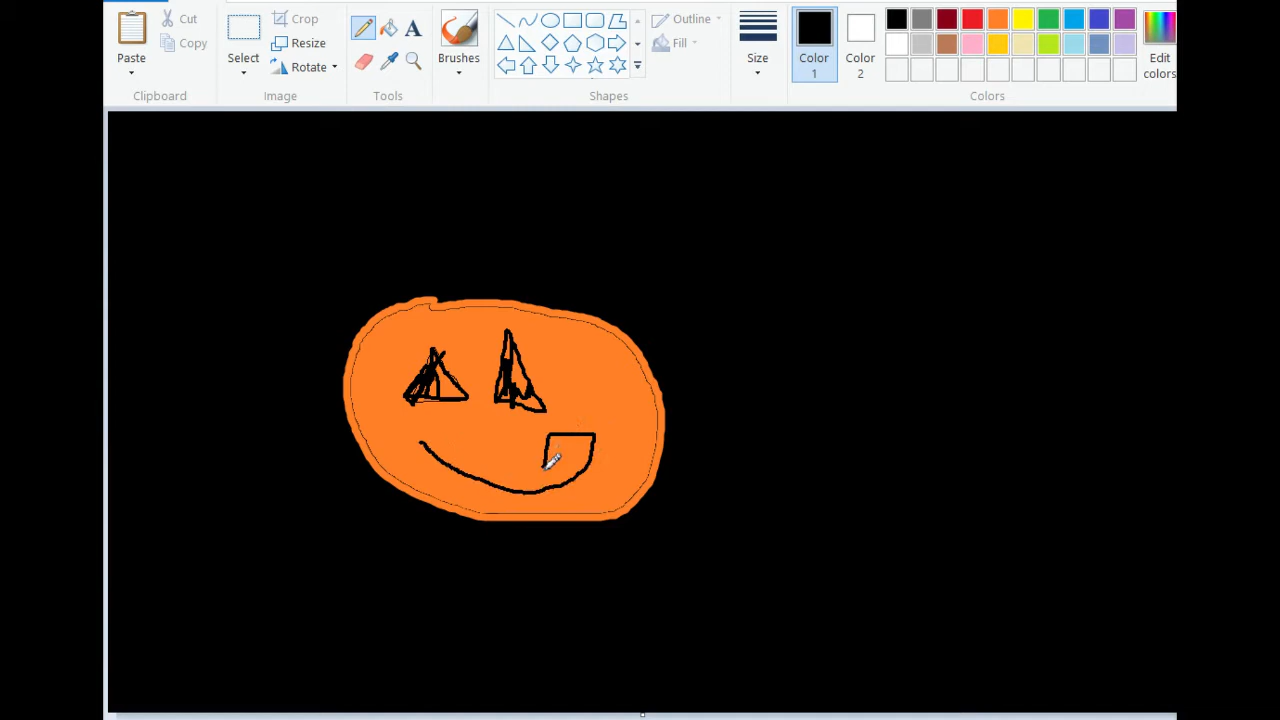 Cut
Copy
Paste
Clipboard
Crop
Resize
Rotate
Select
Image
A
Tools
Brushes
Outline
Fill
Shapes
Size
Color
1
Color
2
Edit
colors
Colors